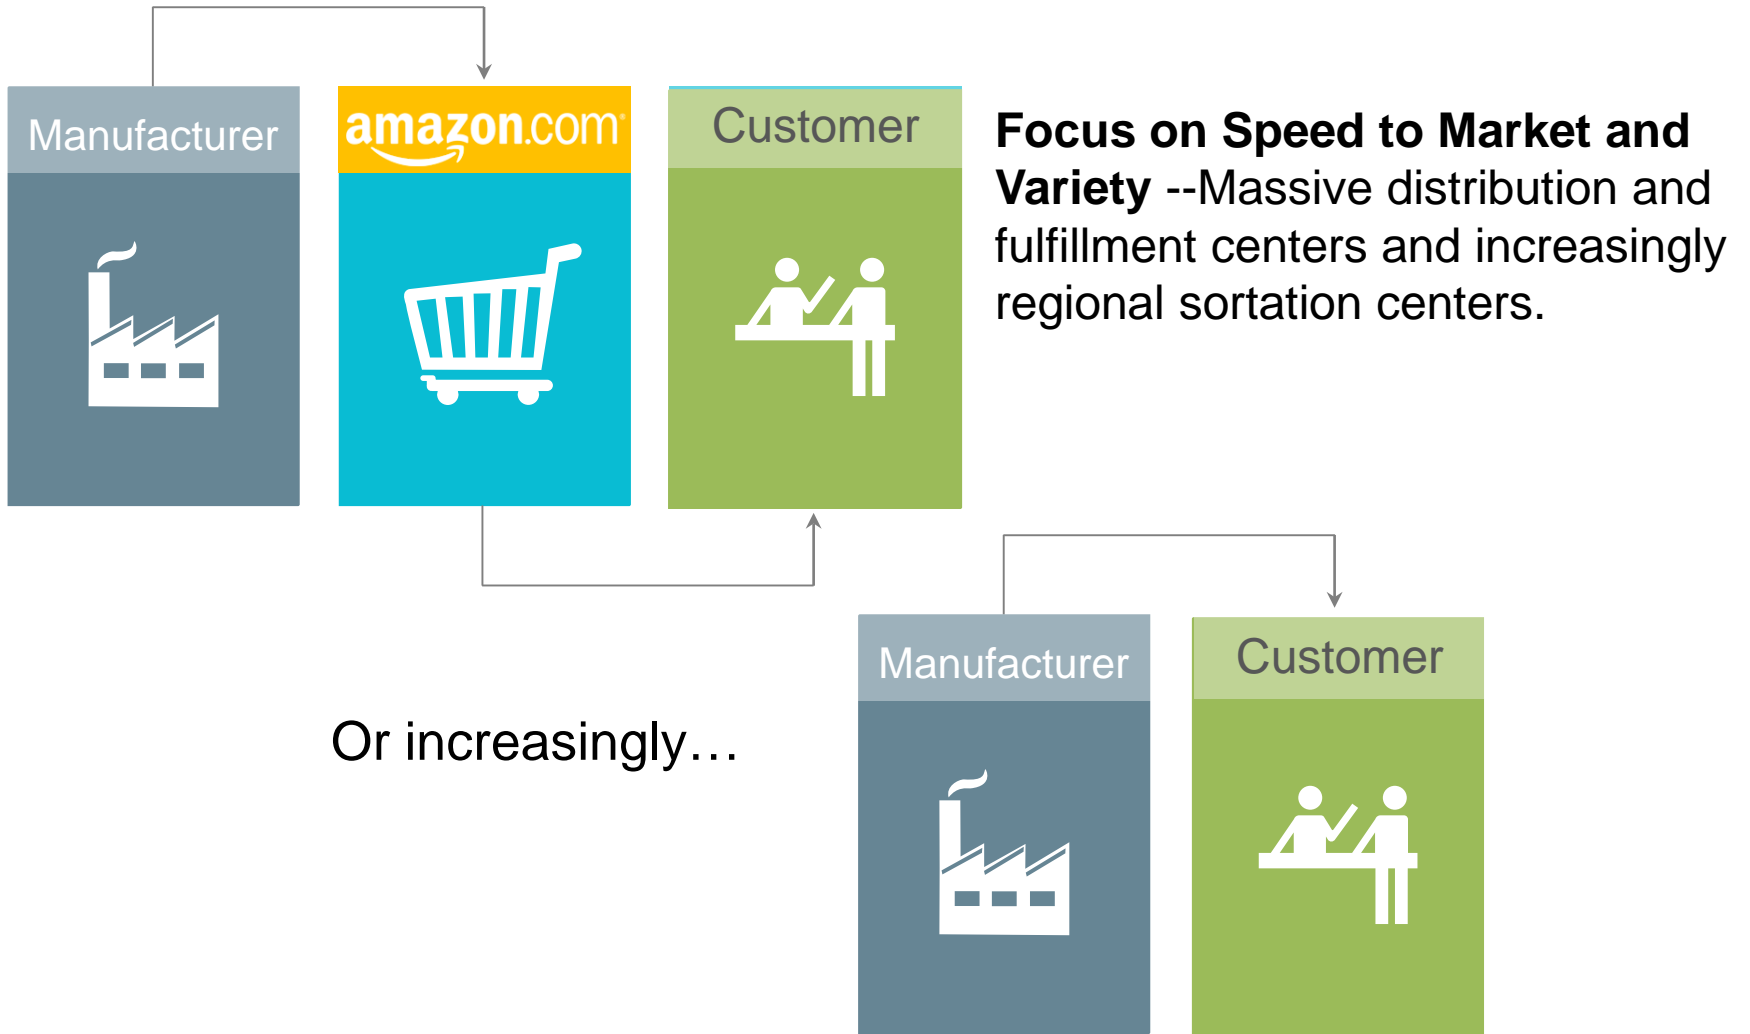 Manufacturer
amazon.com
Customer
Focus on Speed to Market and
Variety --Massive distribution and
fulfillment centers and increasingly
regional sortation centers.
Or increasingly…
Manufacturer
Customer